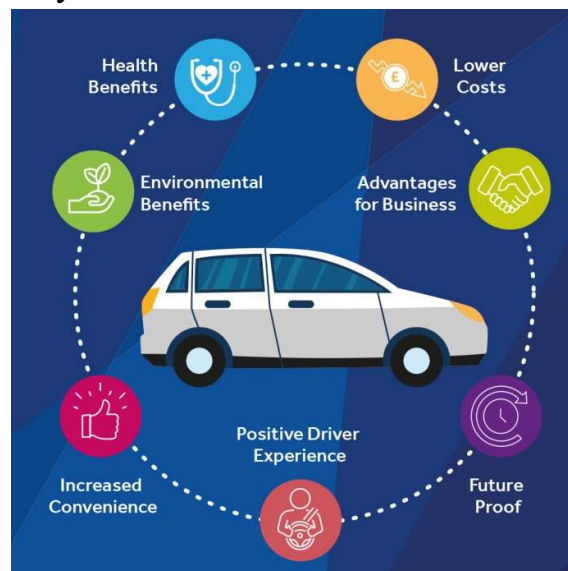 Health
Benefits
Lower
Costs
£
Environmental
Benefits
Advantages
for Business
Increased
Convenience
Positive Driver
Experience
Future
Proof